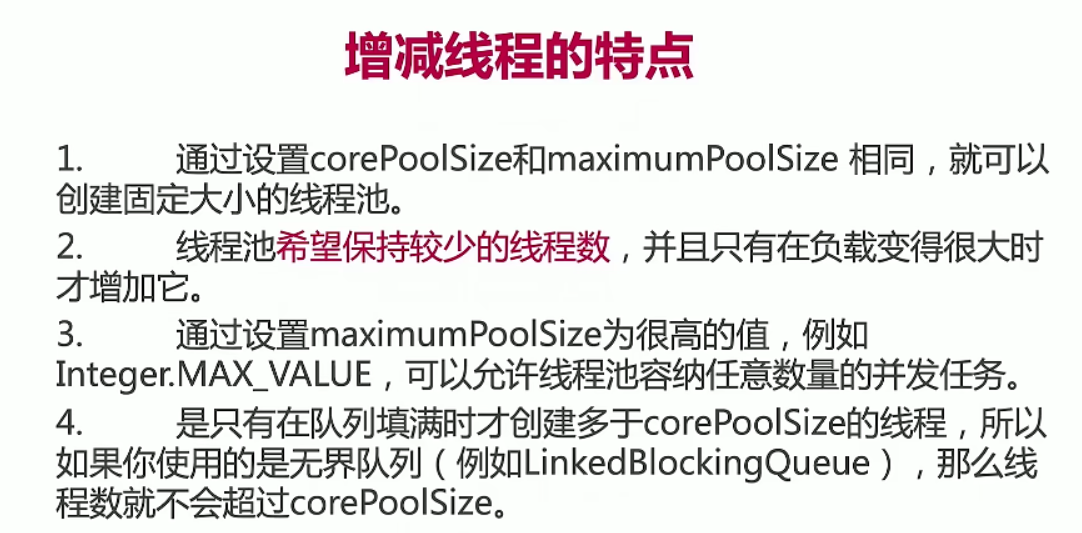 增减线程的特点
1. 通过设置corePoolSize和maximumPoolSize 相同，就可以
创建固定大小的线程池。
2. 线程池希望保持较少的线程数，并且只有在负载变得很大时
才增加它。
3. 通过设置maximumPoolSize为很高的值，例如
Integer.MAX_VALUE，可以允许线程池容纳任意数量的并发任务。
4. 是只有在队列填满时才创建多于corePoolSize的线程，所以
如果你使用的是无界队列（例如LinkedBlockingQueue），那么线
程数就不会超过corePoolSize。